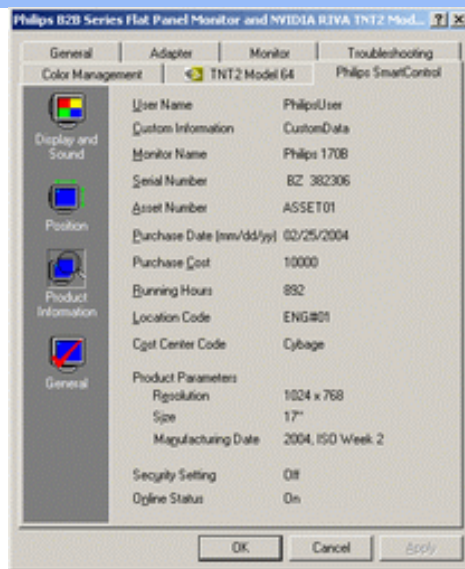 Philips B2B Series Flat Panel Monitor and NVIDIA RIVA TNT2 Mod...
General Adapter Monitor Troubleshooting
Color Management TNT2 Model 64 Philips SmartControl
Display and
Sound
Position
Product
Information
General
User Name PhilipsUser
Custom Information CustomData
Monitor Name Philips 170B
Serial Number BZ 382306
Asset Number ASSET01
Purchase Date (mm/dd/yy) 02/25/2004
Purchase Cost 10000
Running Hours 892
Location Code ENG#01
Cost Center Code Cybage
Product Parameters
Resolution 1024 x 768
Size 17"
Manufacturing Date 2004, ISO Week 2
Security Setting Off
Online Status On
OK Cancel Apply